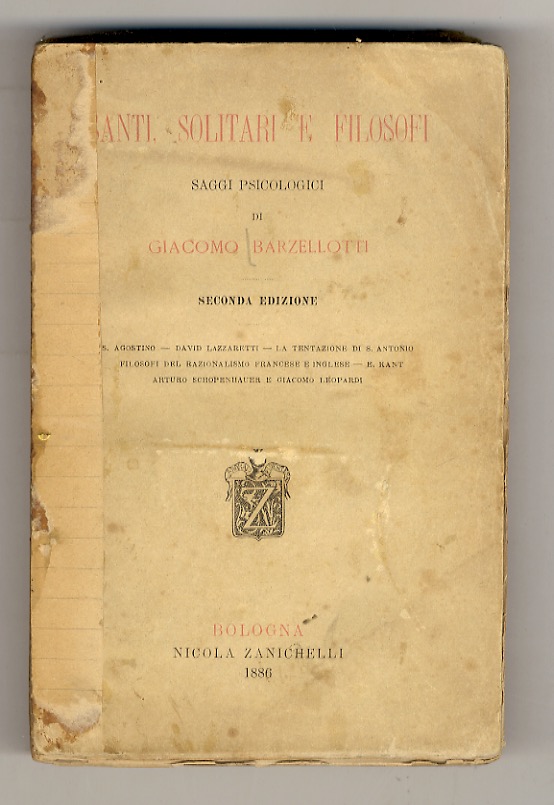 SANTI, SOLITARI E FILOSOFI
SAGGI PSICOLOGICI
DI
GIACOMO BARZELLOTTI
SECONDA EDIZIONE
S. AGOSTINO — DAVID LAZZARETTI — LA TENTAZIONE DI S. ANTONIO
FILOSOFI DEL RAZIONALISMO FRANCESE E INGLESE — E. KANT
ARTURO SCHOPENHAUER E GIACOMO LEOPARDI
Z
BOLOGNA
NICOLA ZANICHELLI
1886